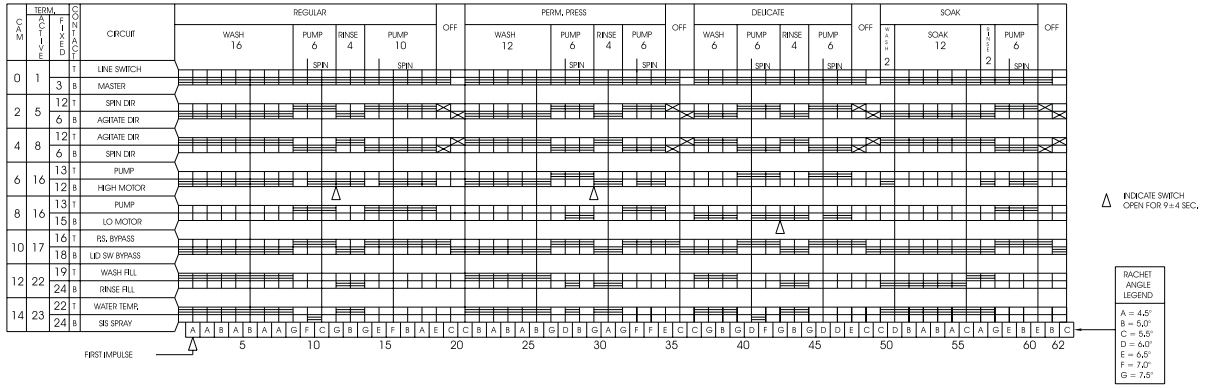 CAM
TERM.
ACTIVE
FIXED
CONTACT
CIRCUIT
REGULAR
WASH
16
PUMP
6
SPIN
RINSE
4
PUMP
10
SPIN
OFF
PERM. PRESS
WASH
12
PUMP
6
SPIN
RINSE
4
PUMP
6
SPIN
OFF
DELICATE
WASH
6
PUMP
6
SPIN
RINSE
4
PUMP
6
SPIN
OFF
SOAK
WASH
2
SOAK
12
RINSE
2
PUMP
6
SPIN
OFF
0 1 T LINE SWITCH
3 B MASTER
2 5 12 T SPIN DIR
6 B AGITATE DIR
4 8 12 T AGITATE DIR
6 B SPIN DIR
6 16 13 T PUMP
12 B HIGH MOTOR
8 16 13 T PUMP
15 B LO MOTOR
10 17 16 T P.S. BYPASS
18 B LID SW BYPASS
12 22 19 T WASH FILL
24 B RINSE FILL
14 23 22 T WATER TEMP.
24 B SIS SPRAY
A A B A B A A G F C G B G E F B A E C C B A B A B G D B G A G F F E C C G B G D F G B G D D E C C D B A B A C A G E B E B C
5 10 15 20 25 30 35 40 45 50 55 60 62
FIRST IMPULSE
INDICATE SWITCH
OPEN FOR 9±4 SEC.
RACHET
ANGLE
LEGEND
A = 4.5°
B = 5.0°
C = 5.5°
D = 6.0°
E = 6.5°
F = 7.0°
G = 7.5°